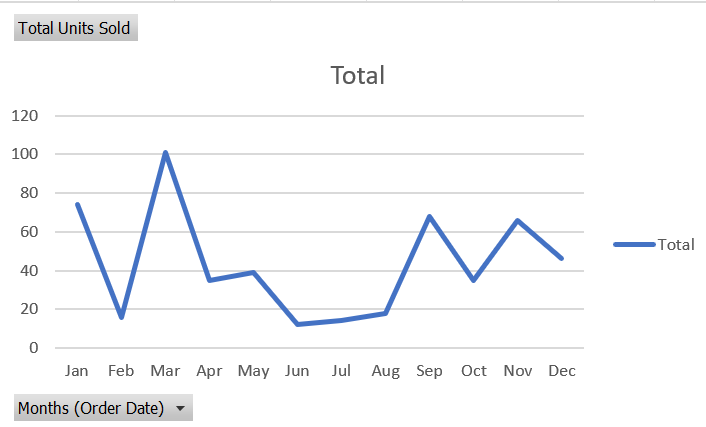 Total Units Sold
Total
120
100
80
60
40
20
0
Total
Jan Feb Mar Apr May Jun Jul Aug Sep Oct Nov Dec
Months (Order Date)